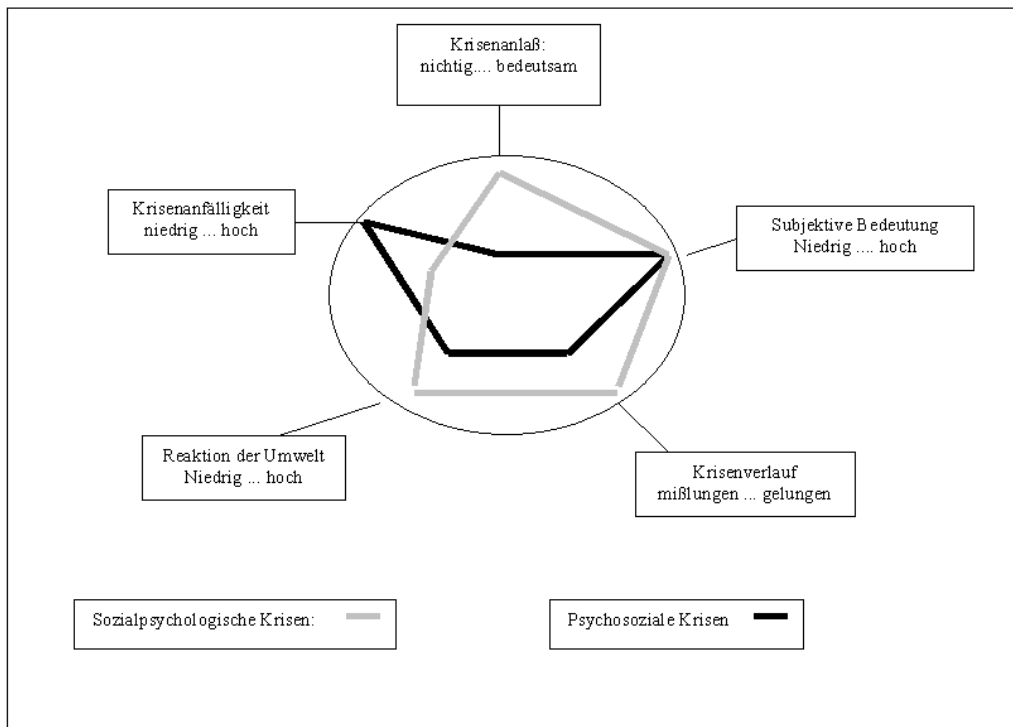 Krisenanlaß:
nichtig.... bedeutsam
Krisenanfälligkeit
niedrig ... hoch
Subjektive Bedeutung
Niedrig .... hoch
Reaktion der Umwelt
Niedrig ... hoch
Krisenverlauf
mißlungen ... gelungen
Sozialpsychologische Krisen:
Psychosoziale Krisen